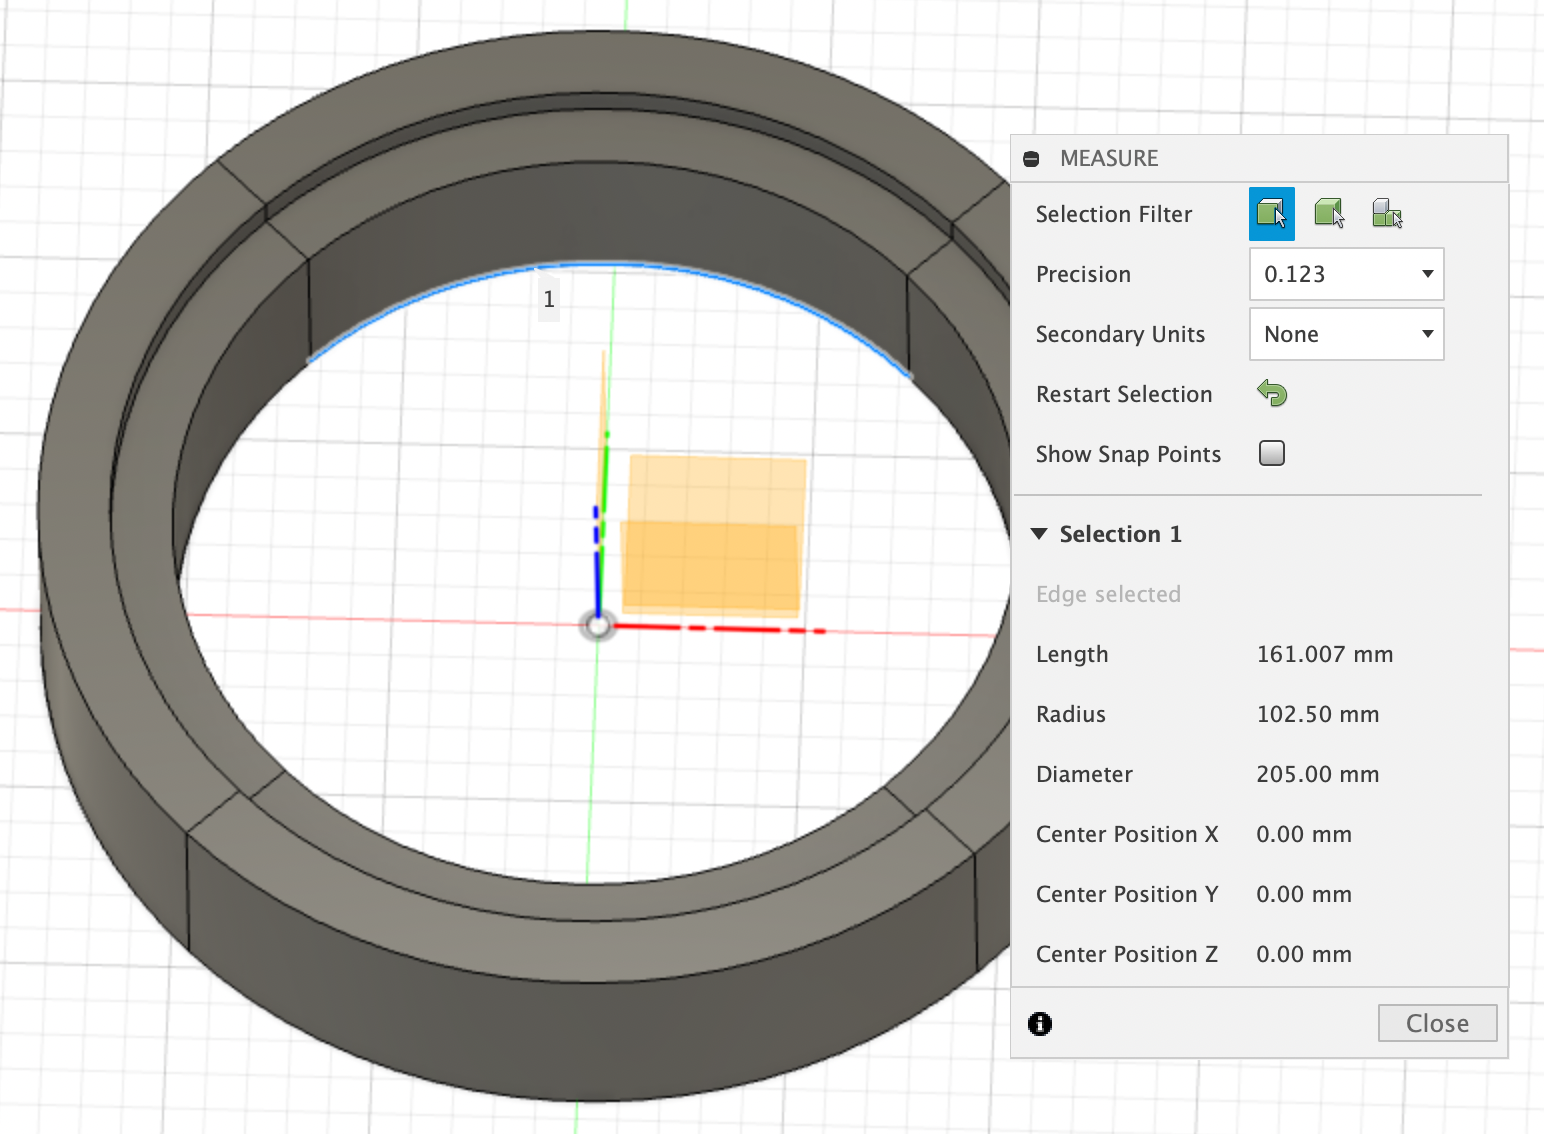 1
MEASURE
Selection Filter
Precision 0.123
Secondary Units None
Restart Selection
Show Snap Points
Selection 1
Edge selected
Length 161.007 mm
Radius 102.50 mm
Diameter 205.00 mm
Center Position X 0.00 mm
Center Position Y 0.00 mm
Center Position Z 0.00 mm
Close